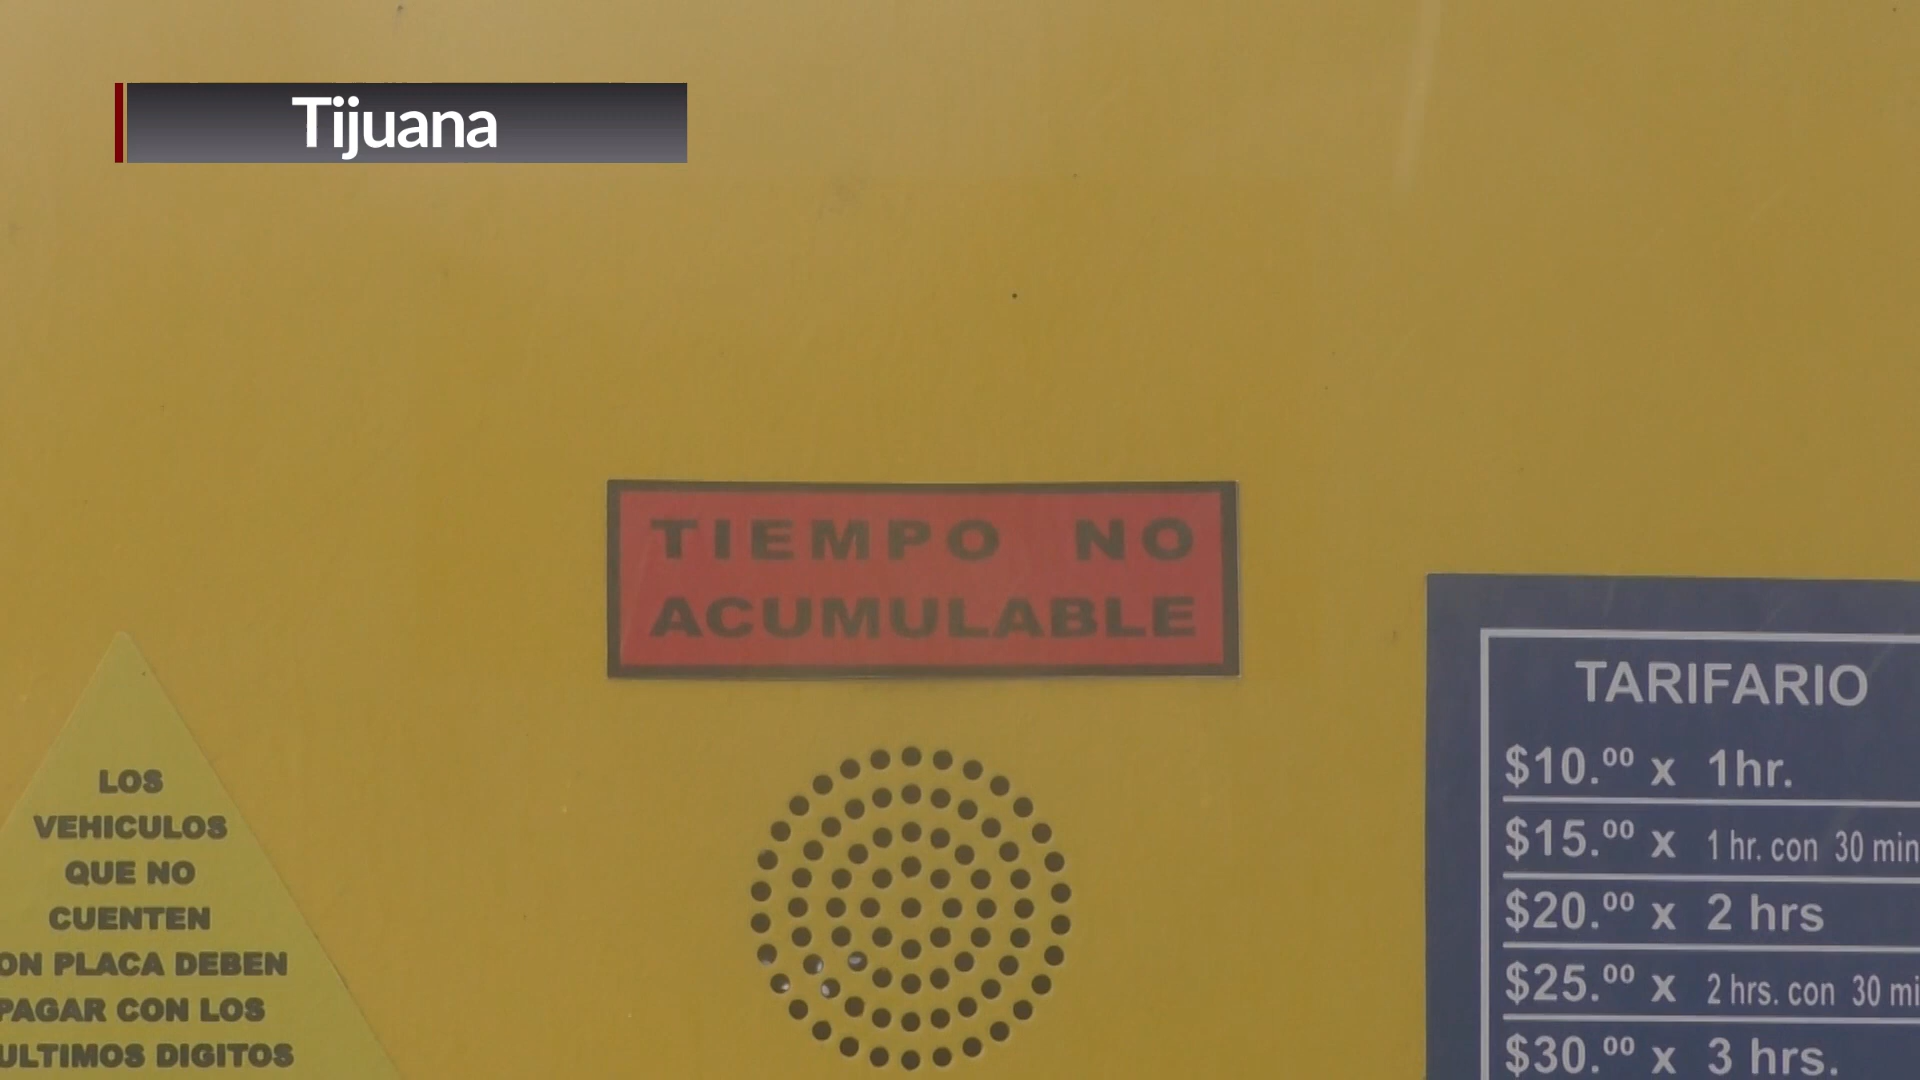 Tijuana
TIEMPO NO
ACUMULABLE
LOS
VEHICULOS
QUE NO
CUENTEN
ON PLACA DEBEN
PAGAR CON LOS
ULTIMOS DIGITOS
TARIFARIO
$10.⁰⁰ x 1hr.
$15.⁰⁰ x 1 hr. con 30 min
$20.⁰⁰ x 2 hrs
$25.⁰⁰ x 2 hrs. con 30 mi
$30.⁰⁰ x 3 hrs.